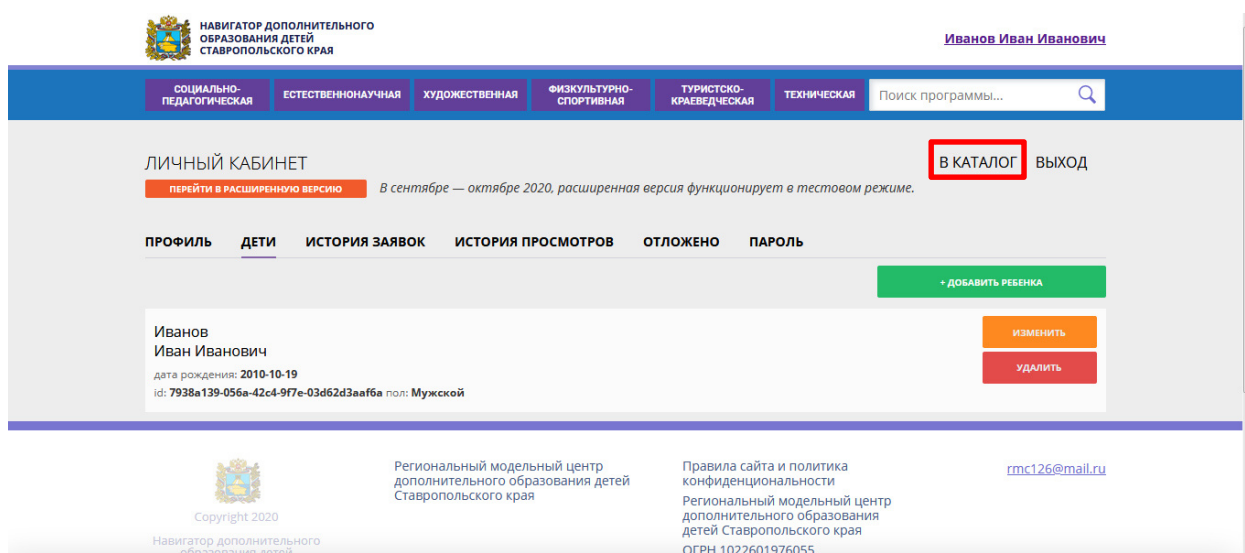 НАВИГАТОР ДОПОЛНИТЕЛЬНОГО
ОБРАЗОВАНИЯ ДЕТЕЙ
СТАВРОПОЛЬСКОГО КРАЯ
Иванов Иван Иванович
СОЦИАЛЬНО-
ПЕДАГОГИЧЕСКАЯ
ЕСТЕСТВЕННОНАУЧНАЯ
ХУДОЖЕСТВЕННАЯ
ФИЗКУЛЬТУРНО-
СПОРТИВНАЯ
ТУРИСТСКО-
КРАЕВЕДЧЕСКАЯ
ТЕХНИЧЕСКАЯ
Поиск программы...
ЛИЧНЫЙ КАБИНЕТ
В КАТАЛОГ ВЫХОД
ПЕРЕЙТИ В РАСШИРЕННУЮ ВЕРСИЮ
В сентябре — октябре 2020, расширенная версия функционирует в тестовом режиме.
ПРОФИЛЬ ДЕТИ ИСТОРИЯ ЗАЯВОК ИСТОРИЯ ПРОСМОТРОВ ОТЛОЖЕНО ПАРОЛЬ
+ ДОБАВИТЬ РЕБЕНКА
Иванов
Иван Иванович
дата рождения: 2010-10-19
id: 7938a139-056a-42c4-9f7e-03d62d3aaf6a пол: Мужской
ИЗМЕНИТЬ
УДАЛИТЬ
Copyright 2020
Навигатор дополнительного
образования детей
Региональный модельный центр
дополнительного образования детей
Ставропольского края
Правила сайта и политика
конфиденциональности
Региональный модельный центр
дополнительного образования
детей Ставропольского края
ОГРН 1022601976055
rmc126@mail.ru